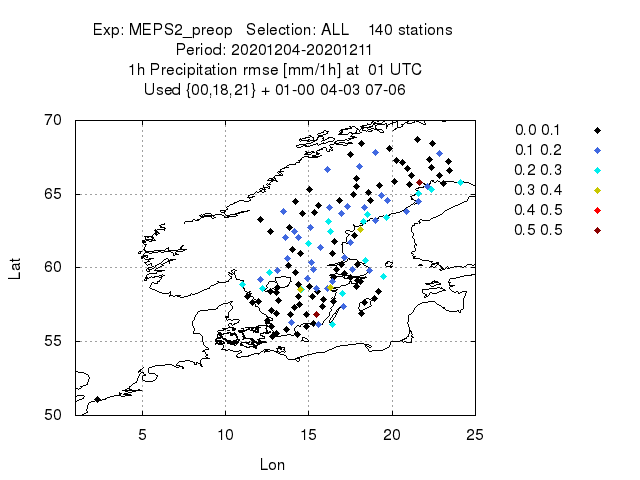 Exp: MEPS2_preop   Selection: ALL    140 stations
Period: 20201204-20201211
1h Precipitation rmse [mm/1h] at  01 UTC
Used {00,18,21} + 01-00 04-03 07-06
70
65
60
55
50
Lat
5
10
15
20
25
Lon
0.0 0.1
0.1 0.2
0.2 0.3
0.3 0.4
0.4 0.5
0.5 0.5